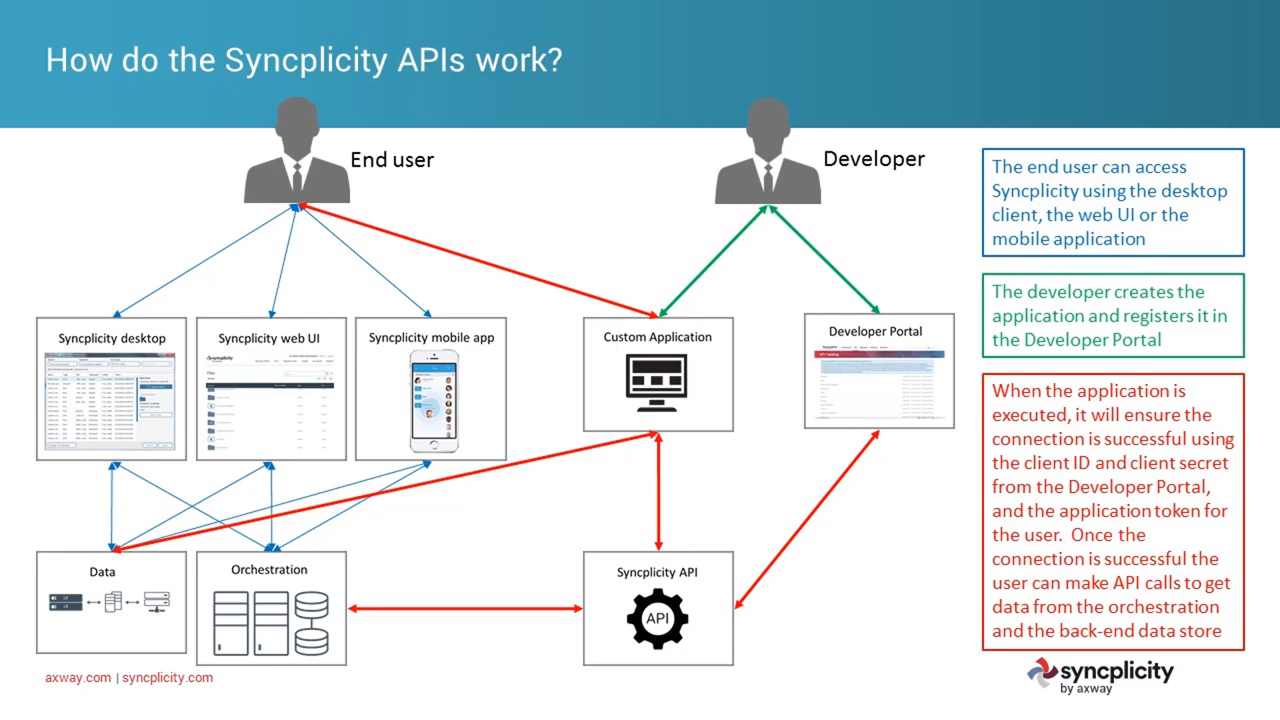 How do the Syncplicity APIs work?
End user
Developer
The end user can access
Syncplicity using the desktop
client, the web UI or the
mobile application
The developer creates the
application and registers it in
the Developer Portal
When the application is
executed, it will ensure the
connection is successful using
the client ID and client secret
from the Developer Portal,
and the application token for
the user. Once the
connection is successful the
user can make API calls to get
data from the orchestration
and the back-end data store
Syncplicity desktop
Syncplicity web UI
syncplicity
Files
Syncplicity mobile app
Custom Application
Developer Portal
Data
Orchestration
Syncplicity API
API
axway.com | syncplicity.com
syncplicity
by axway